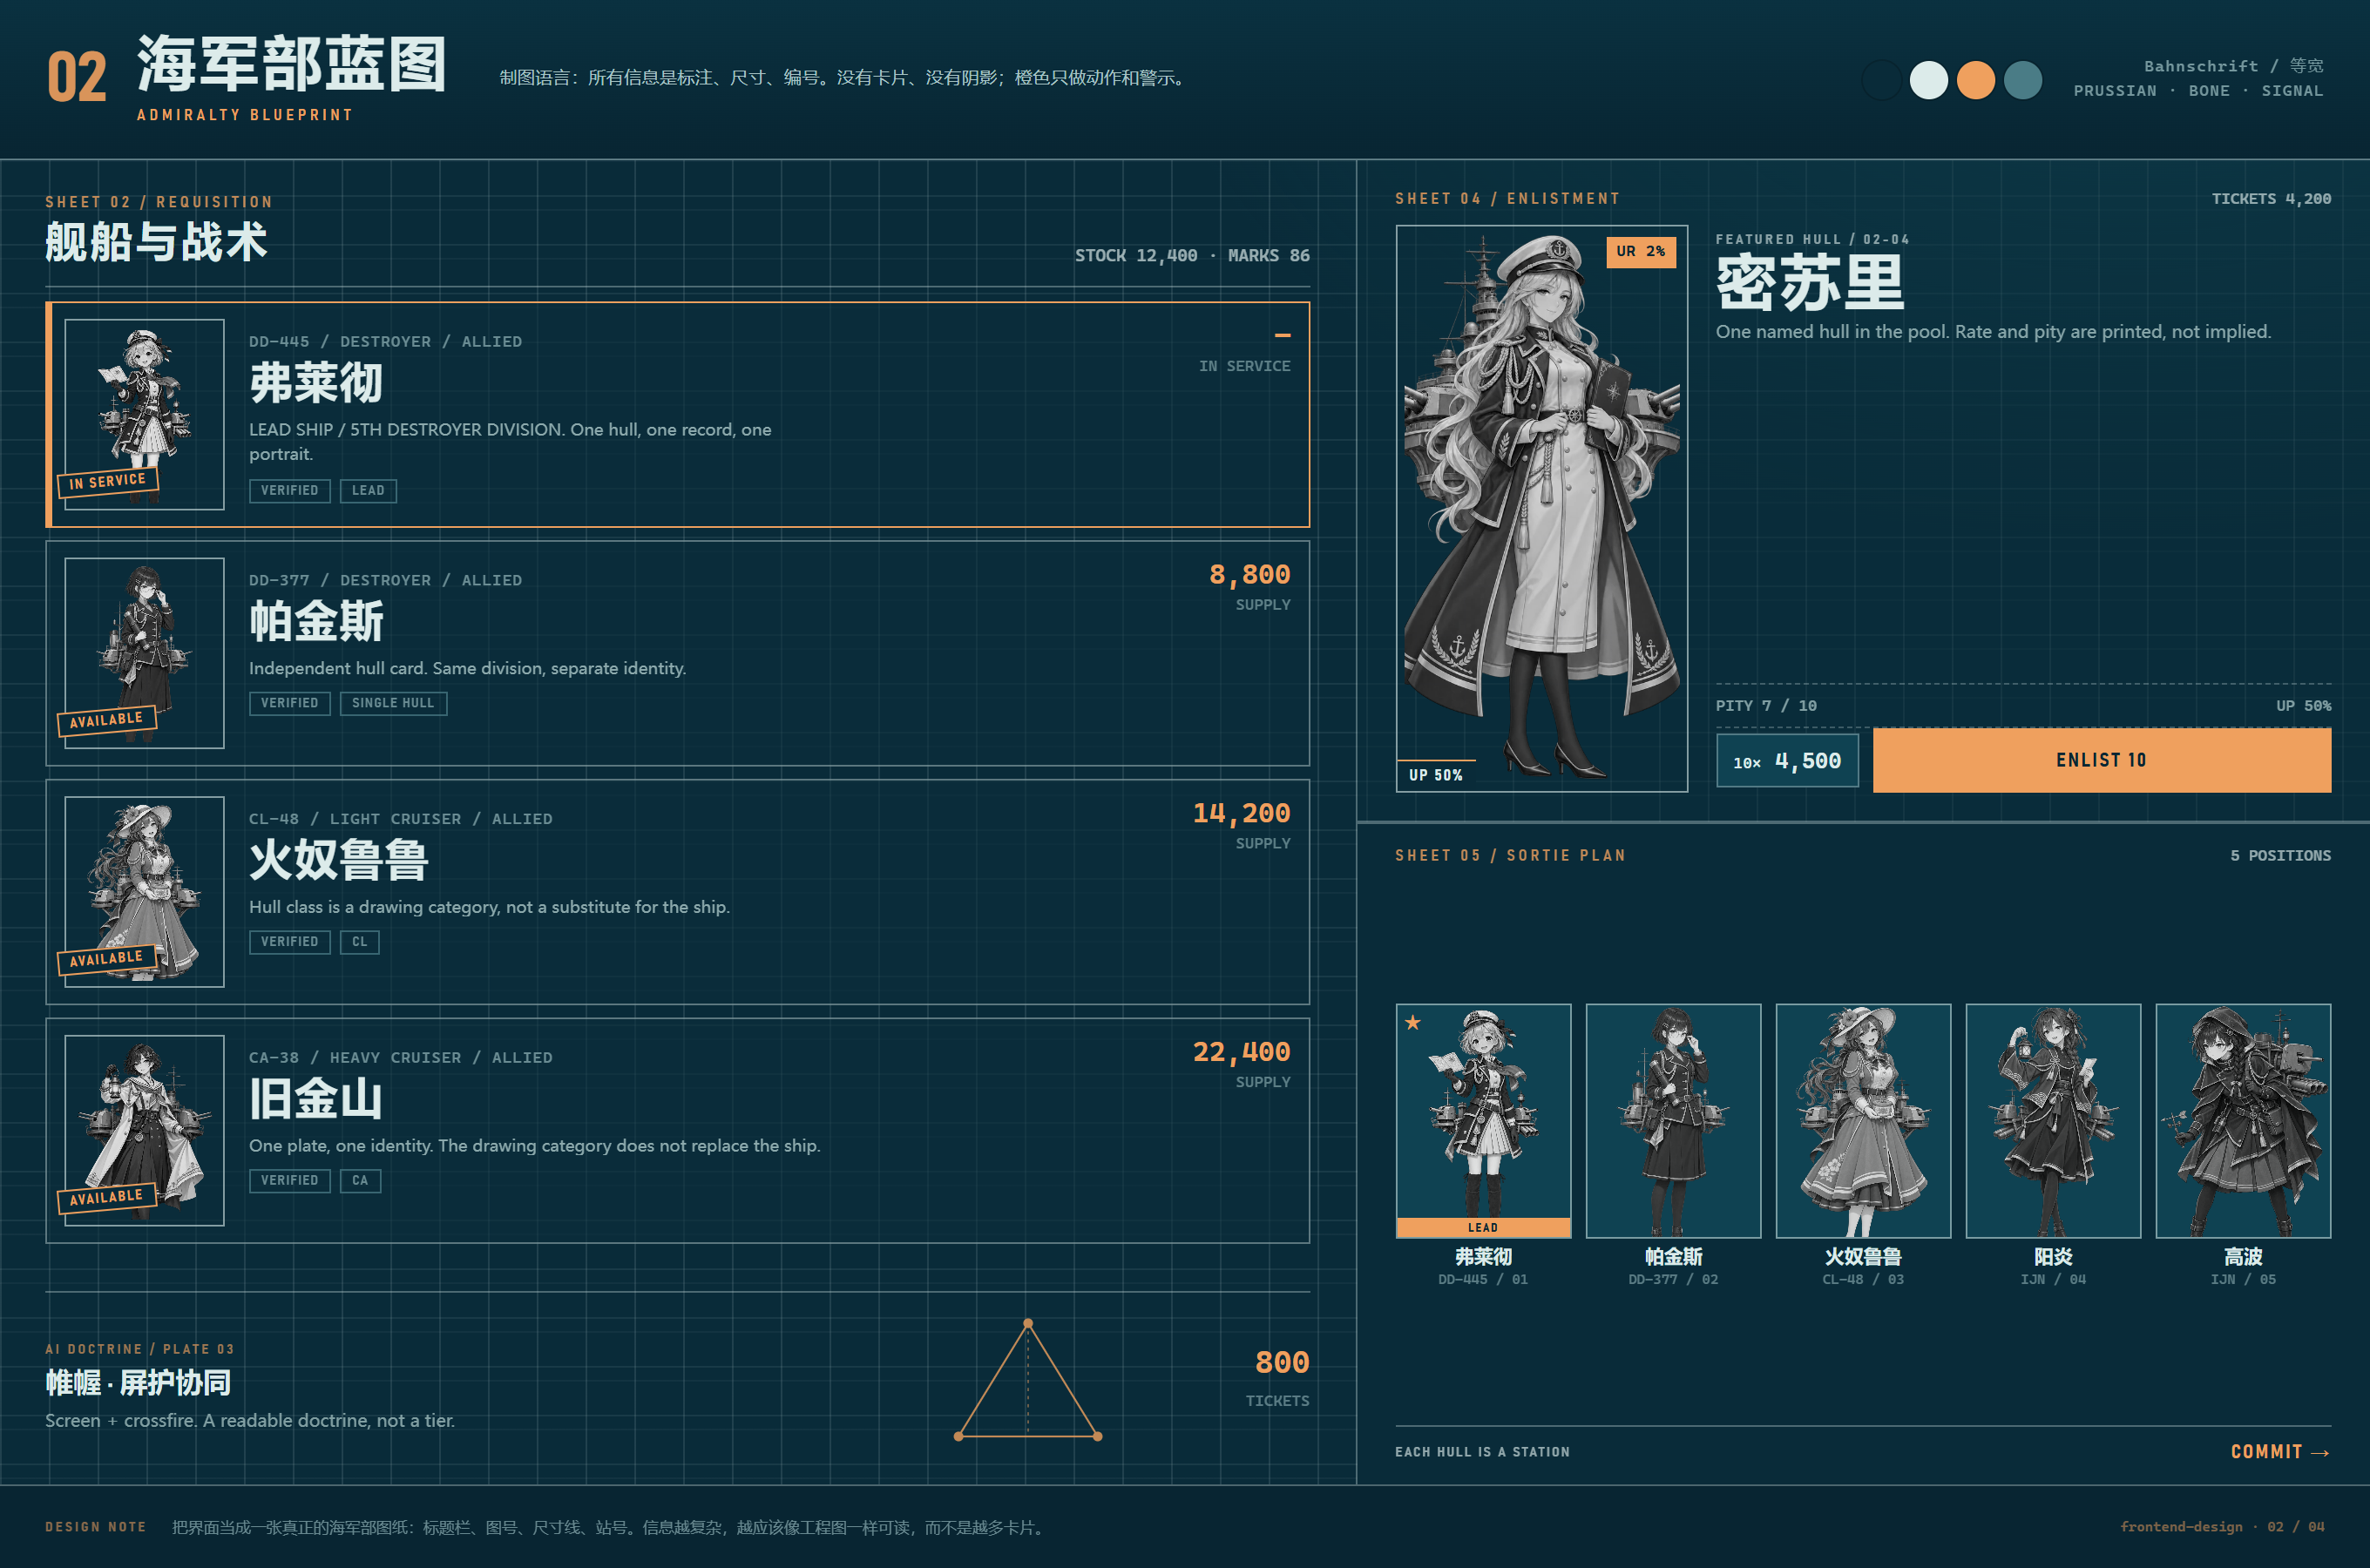 02
海军部蓝图
ADMIRALTY BLUEPRINT
制图语言：所有信息是标注、尺寸、编号。没有卡片、没有阴影；橙色只做动作和警示。
Bahnschrift / 等宽
PRUSSIAN · BONE · SIGNAL
SHEET 02 / REQUISITION
舰船与战术
STOCK 12,400 · MARKS 86
IN SERVICE
DD-445 / DESTROYER / ALLIED
弗莱彻
LEAD SHIP / 5TH DESTROYER DIVISION. One hull, one record, one
portrait.
VERIFIED
LEAD
—
IN SERVICE
AVAILABLE
DD-377 / DESTROYER / ALLIED
帕金斯
Independent hull card. Same division, separate identity.
VERIFIED
SINGLE HULL
8,800
SUPPLY
AVAILABLE
CL-48 / LIGHT CRUISER / ALLIED
火奴鲁鲁
Hull class is a drawing category, not a substitute for the ship.
VERIFIED
CL
14,200
SUPPLY
AVAILABLE
CA-38 / HEAVY CRUISER / ALLIED
旧金山
One plate, one identity. The drawing category does not replace the ship.
VERIFIED
CA
22,400
SUPPLY
AI DOCTRINE / PLATE 03
帷幄·屏护协同
Screen + crossfire. A readable doctrine, not a tier.
800
TICKETS
SHEET 04 / ENLISTMENT
TICKETS 4,200
UR 2%
UP 50%
FEATURED HULL / 02-04
密苏里
One named hull in the pool. Rate and pity are printed, not implied.
PITY 7 / 10
UP 50%
10× 4,500
ENLIST 10
SHEET 05 / SORTIE PLAN
5 POSITIONS
★
LEAD
弗莱彻
DD-445 / 01
帕金斯
DD-377 / 02
火奴鲁鲁
CL-48 / 03
阳炎
IJN / 04
高波
IJN / 05
EACH HULL IS A STATION
COMMIT →
DESIGN NOTE
把界面当成一张真正的海军部图纸：标题栏、图号、尺寸线、站号。信息越复杂，越应该像工程图一样可读，而不是越多卡片。
frontend-design · 02 / 04